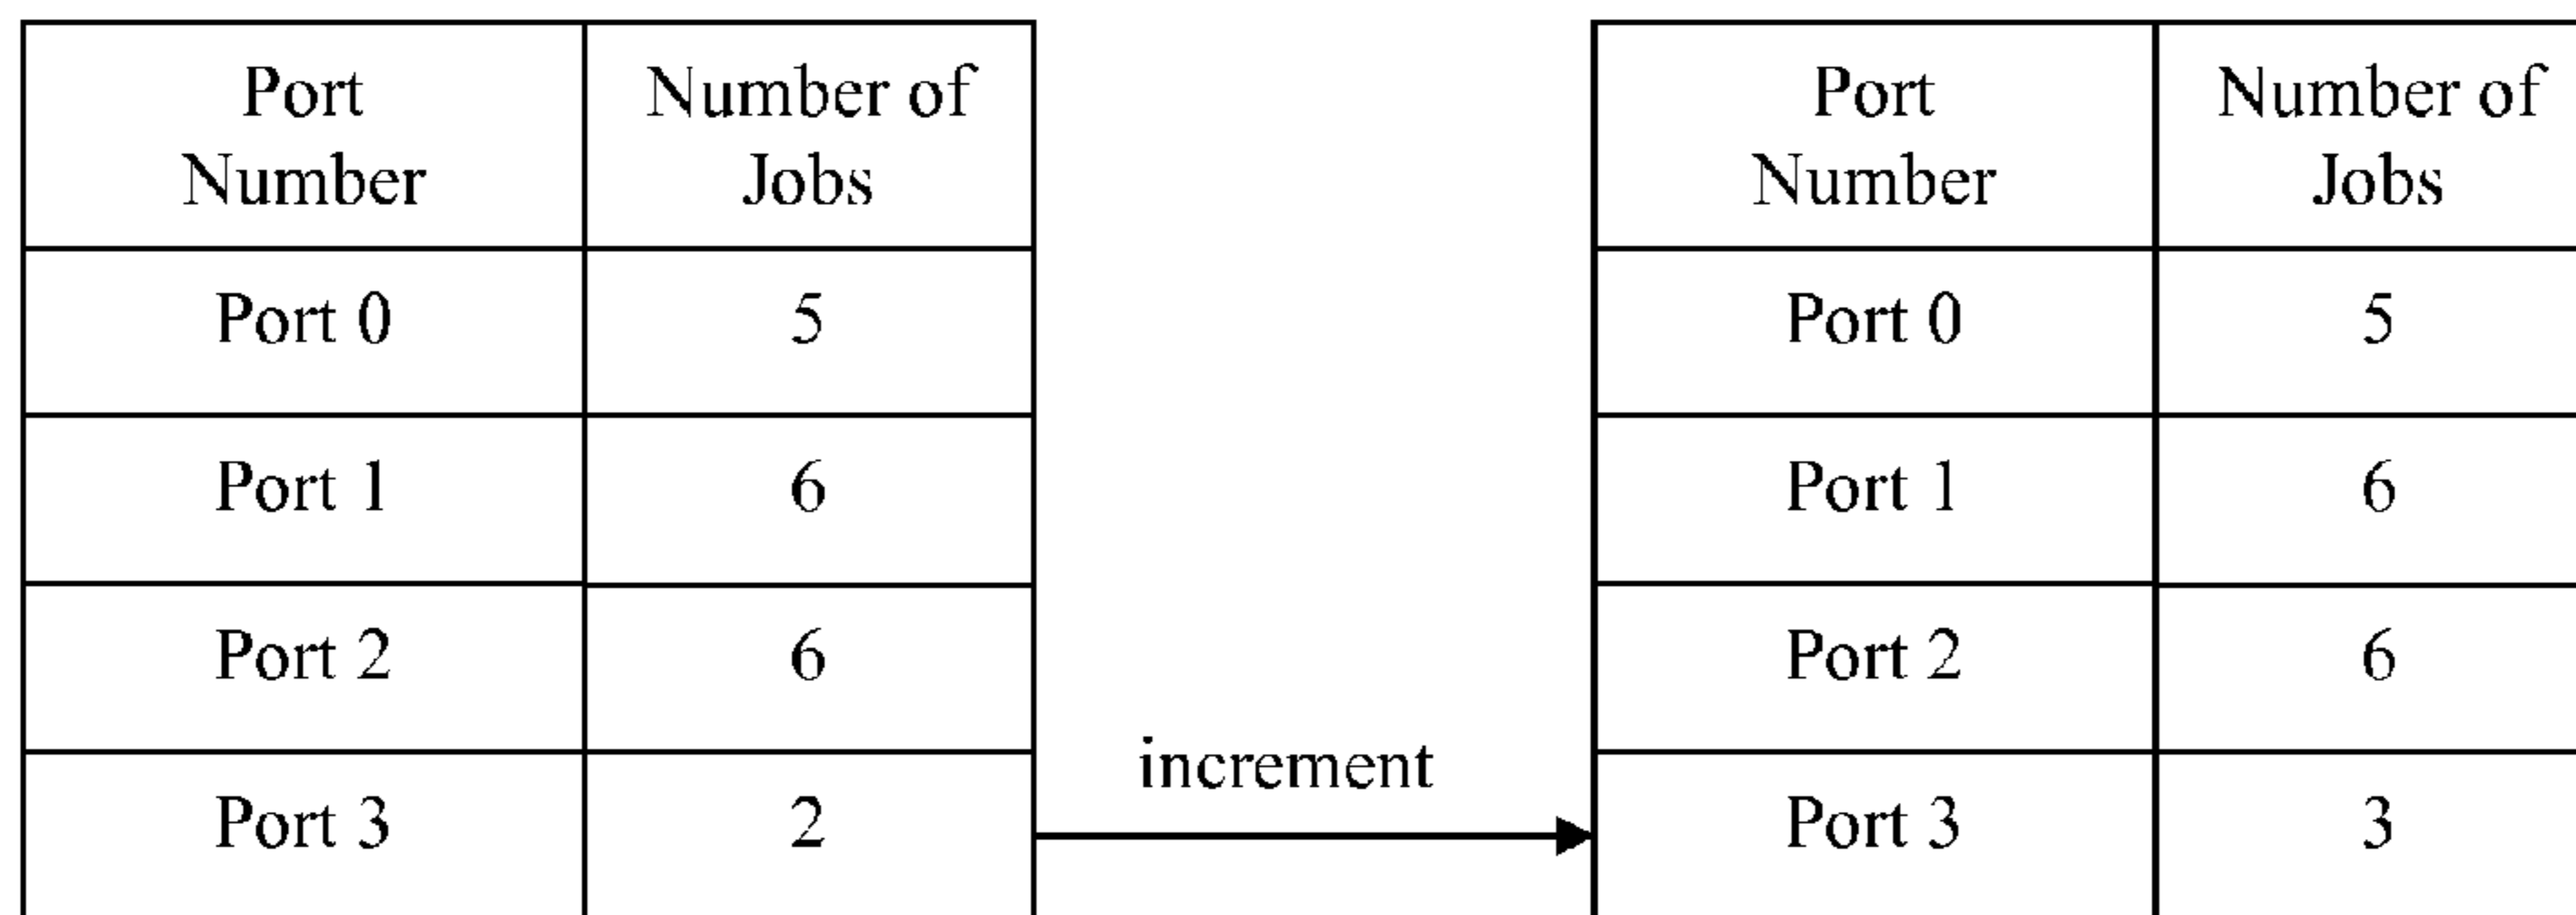 Port
Number
Number of
Jobs
Port 0
5
Port 1
6
Port 2
6
Port 3
2
increment
Port
Number
Number of
Jobs
Port 0
5
Port 1
6
Port 2
6
Port 3
3